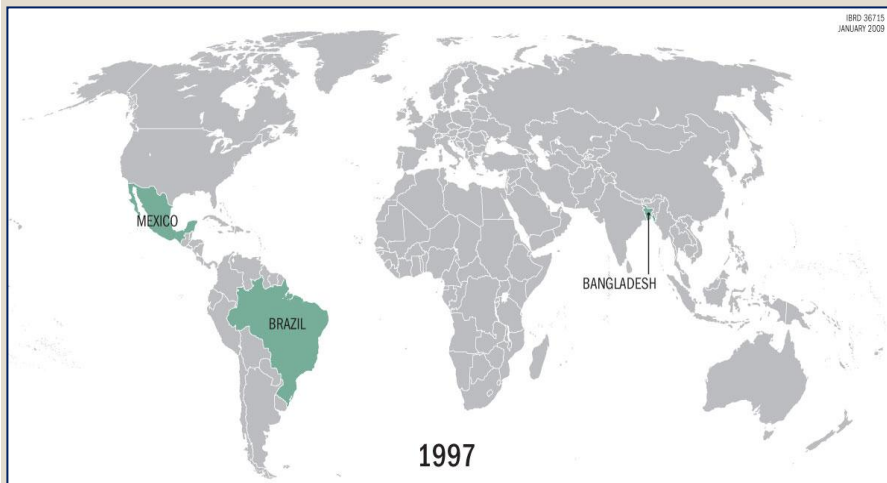 IBRD 36715
JANUARY 2009
MEXICO
BANGLADESH
BRAZIL
1997